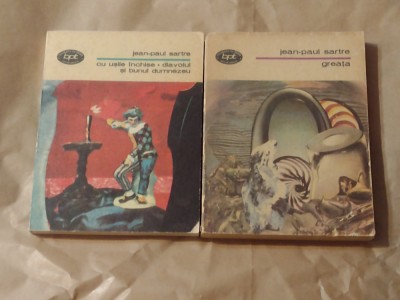 bpt
jean-paul sartre
cu ușile închise • diavolul
și bunul dumnezeu
bpt
jean-paul sartre
greața